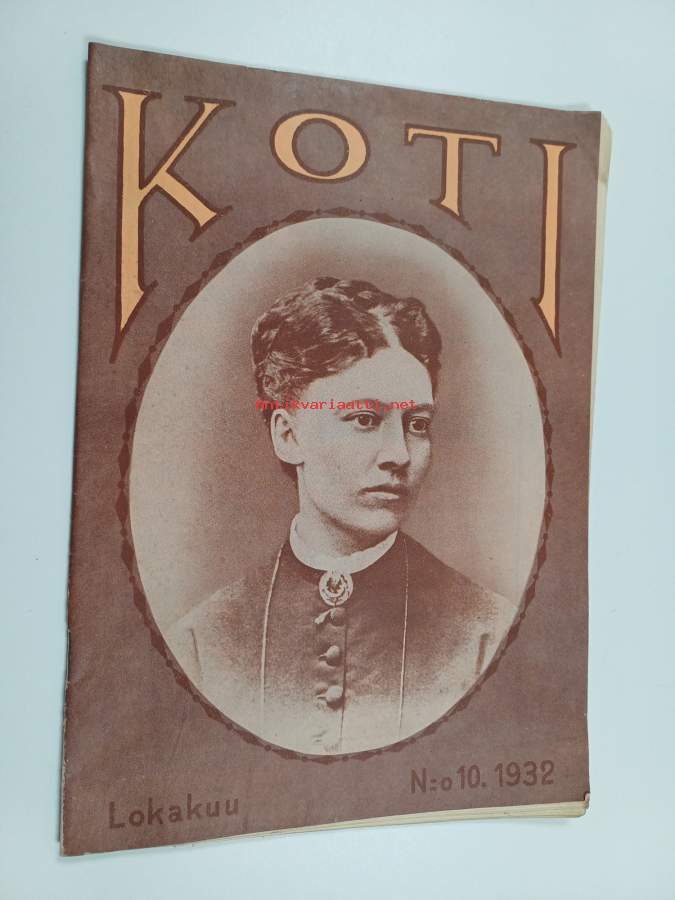 KOTI
Antikvariaatti.net
Lokakuu
N:o 10. 1932